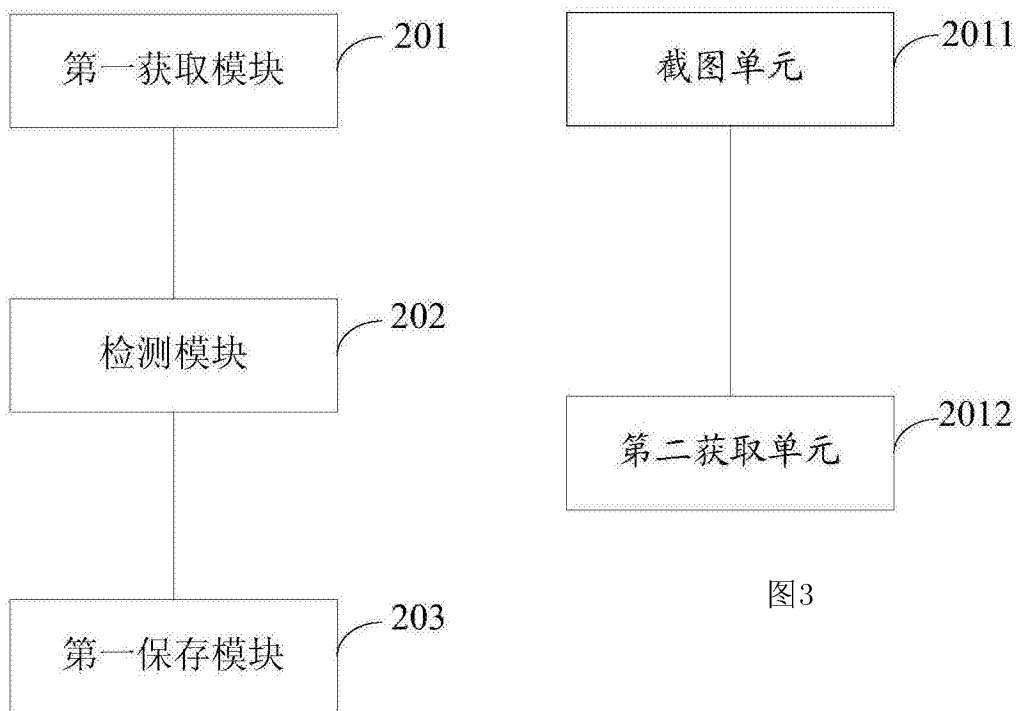 第一获取模块
201
检测模块
202
第一保存模块
203
截图单元
2011
第二获取单元
2012
图3